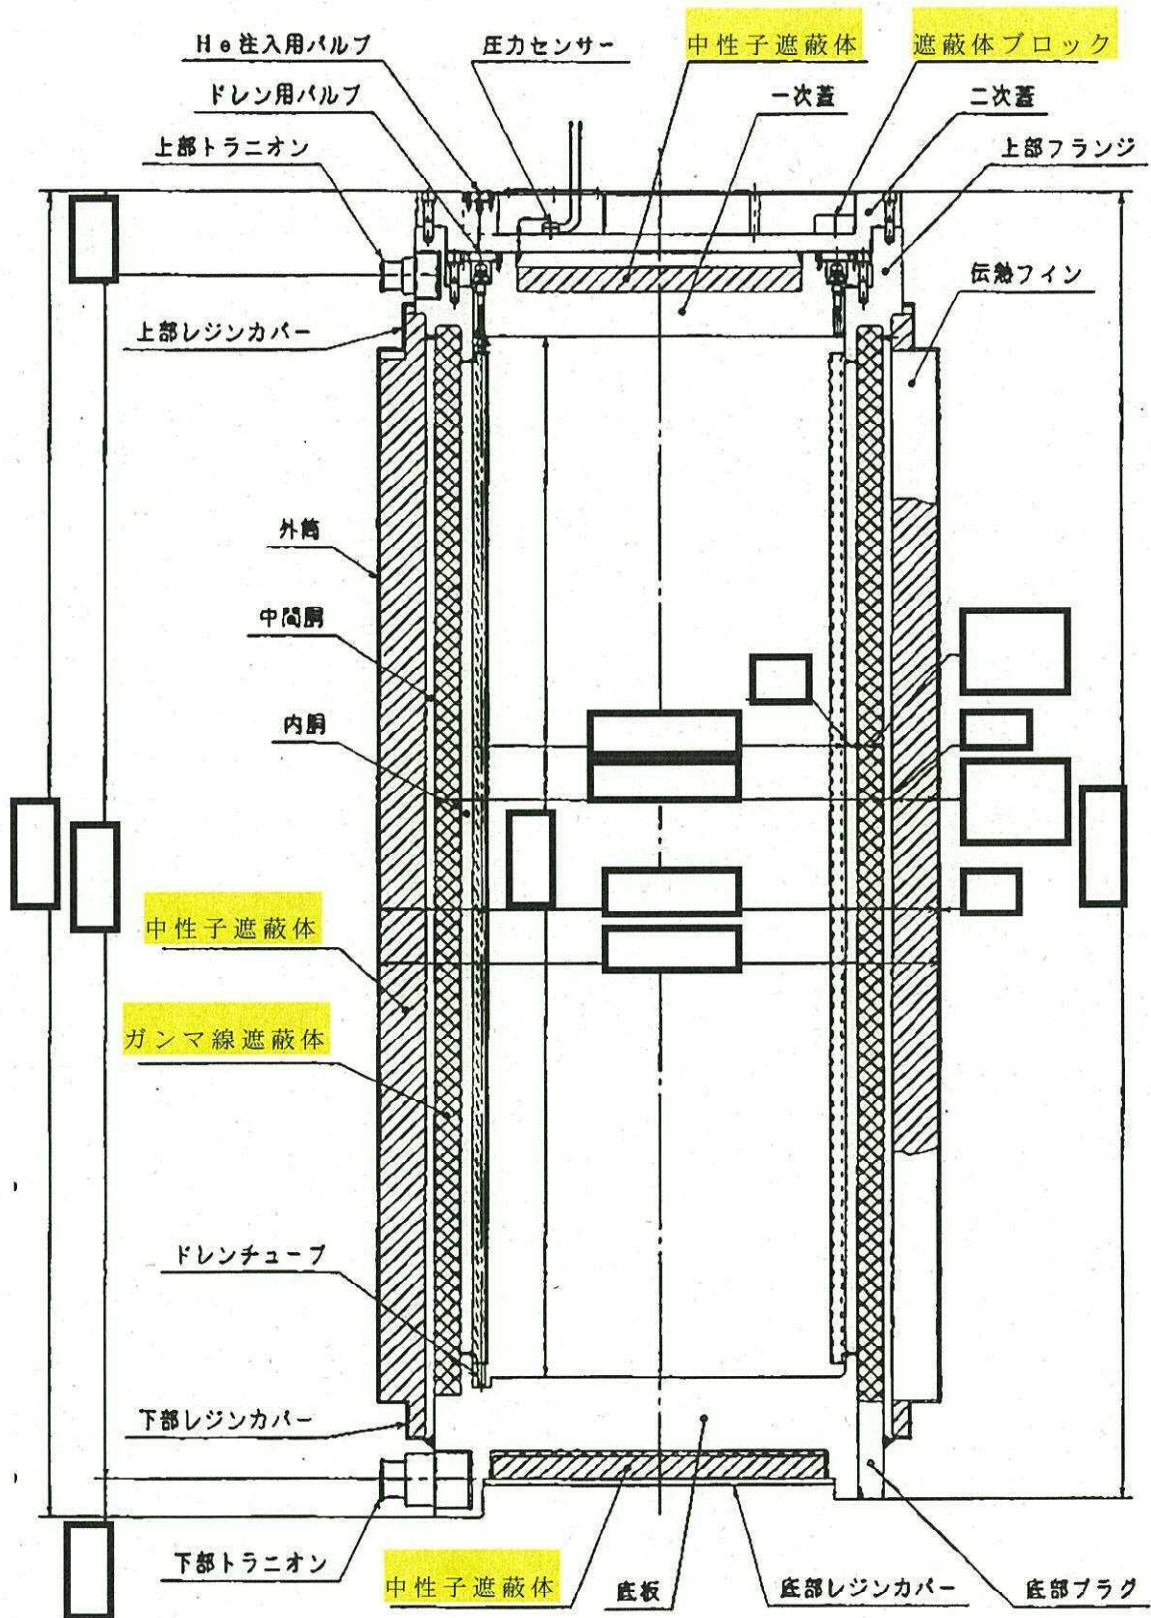 He注入用バルブ
圧力センサー
中性子遮蔽体
遮蔽体ブロック
ドレン用バルブ
一次蓋
二次蓋
上部トラニオン
上部フランジ
伝熱フイン
上部レジンカバー
外筒
中間胴
内胴
中性子遮蔽体
ガンマ線遮蔽体
ドレンチューブ
下部レジンカバー
下部トラニオン
中性子遮蔽体
底板
底部レジンカバー
底部プラグ